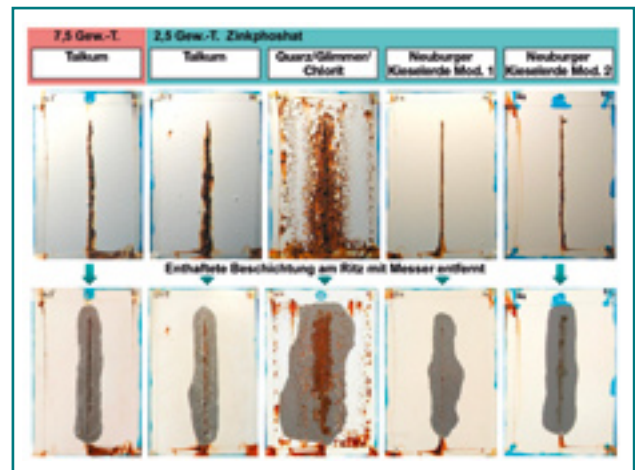 7,5 Gew.-T.
2,5 Gew.-T. Zinkphoshat
Talkum
Talkum
Quarz/Glimmen/
Chlorit
Neuburger
Kieselerde Mod. 1
Neuburger
Kieselerde Mod. 2
Enthaftete Beschichtung am Ritz mit Messer entfernt